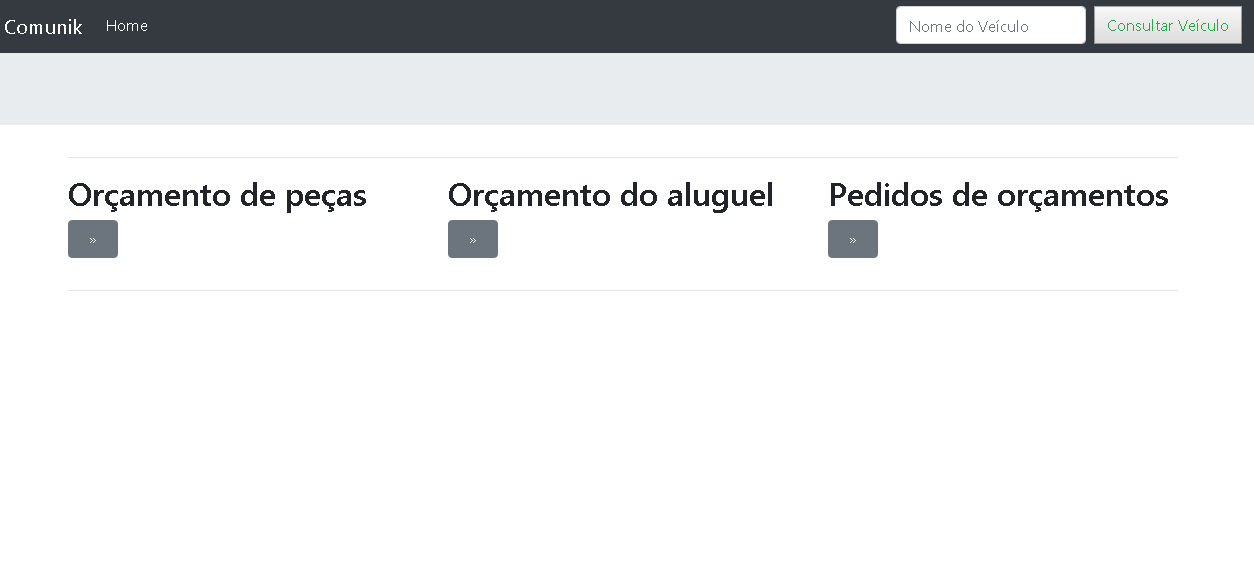 Comunik Home Nome do Veículo Consultar Veículo
Orçamento de peças Orçamento do aluguel Pedidos de orçamentos
» » »